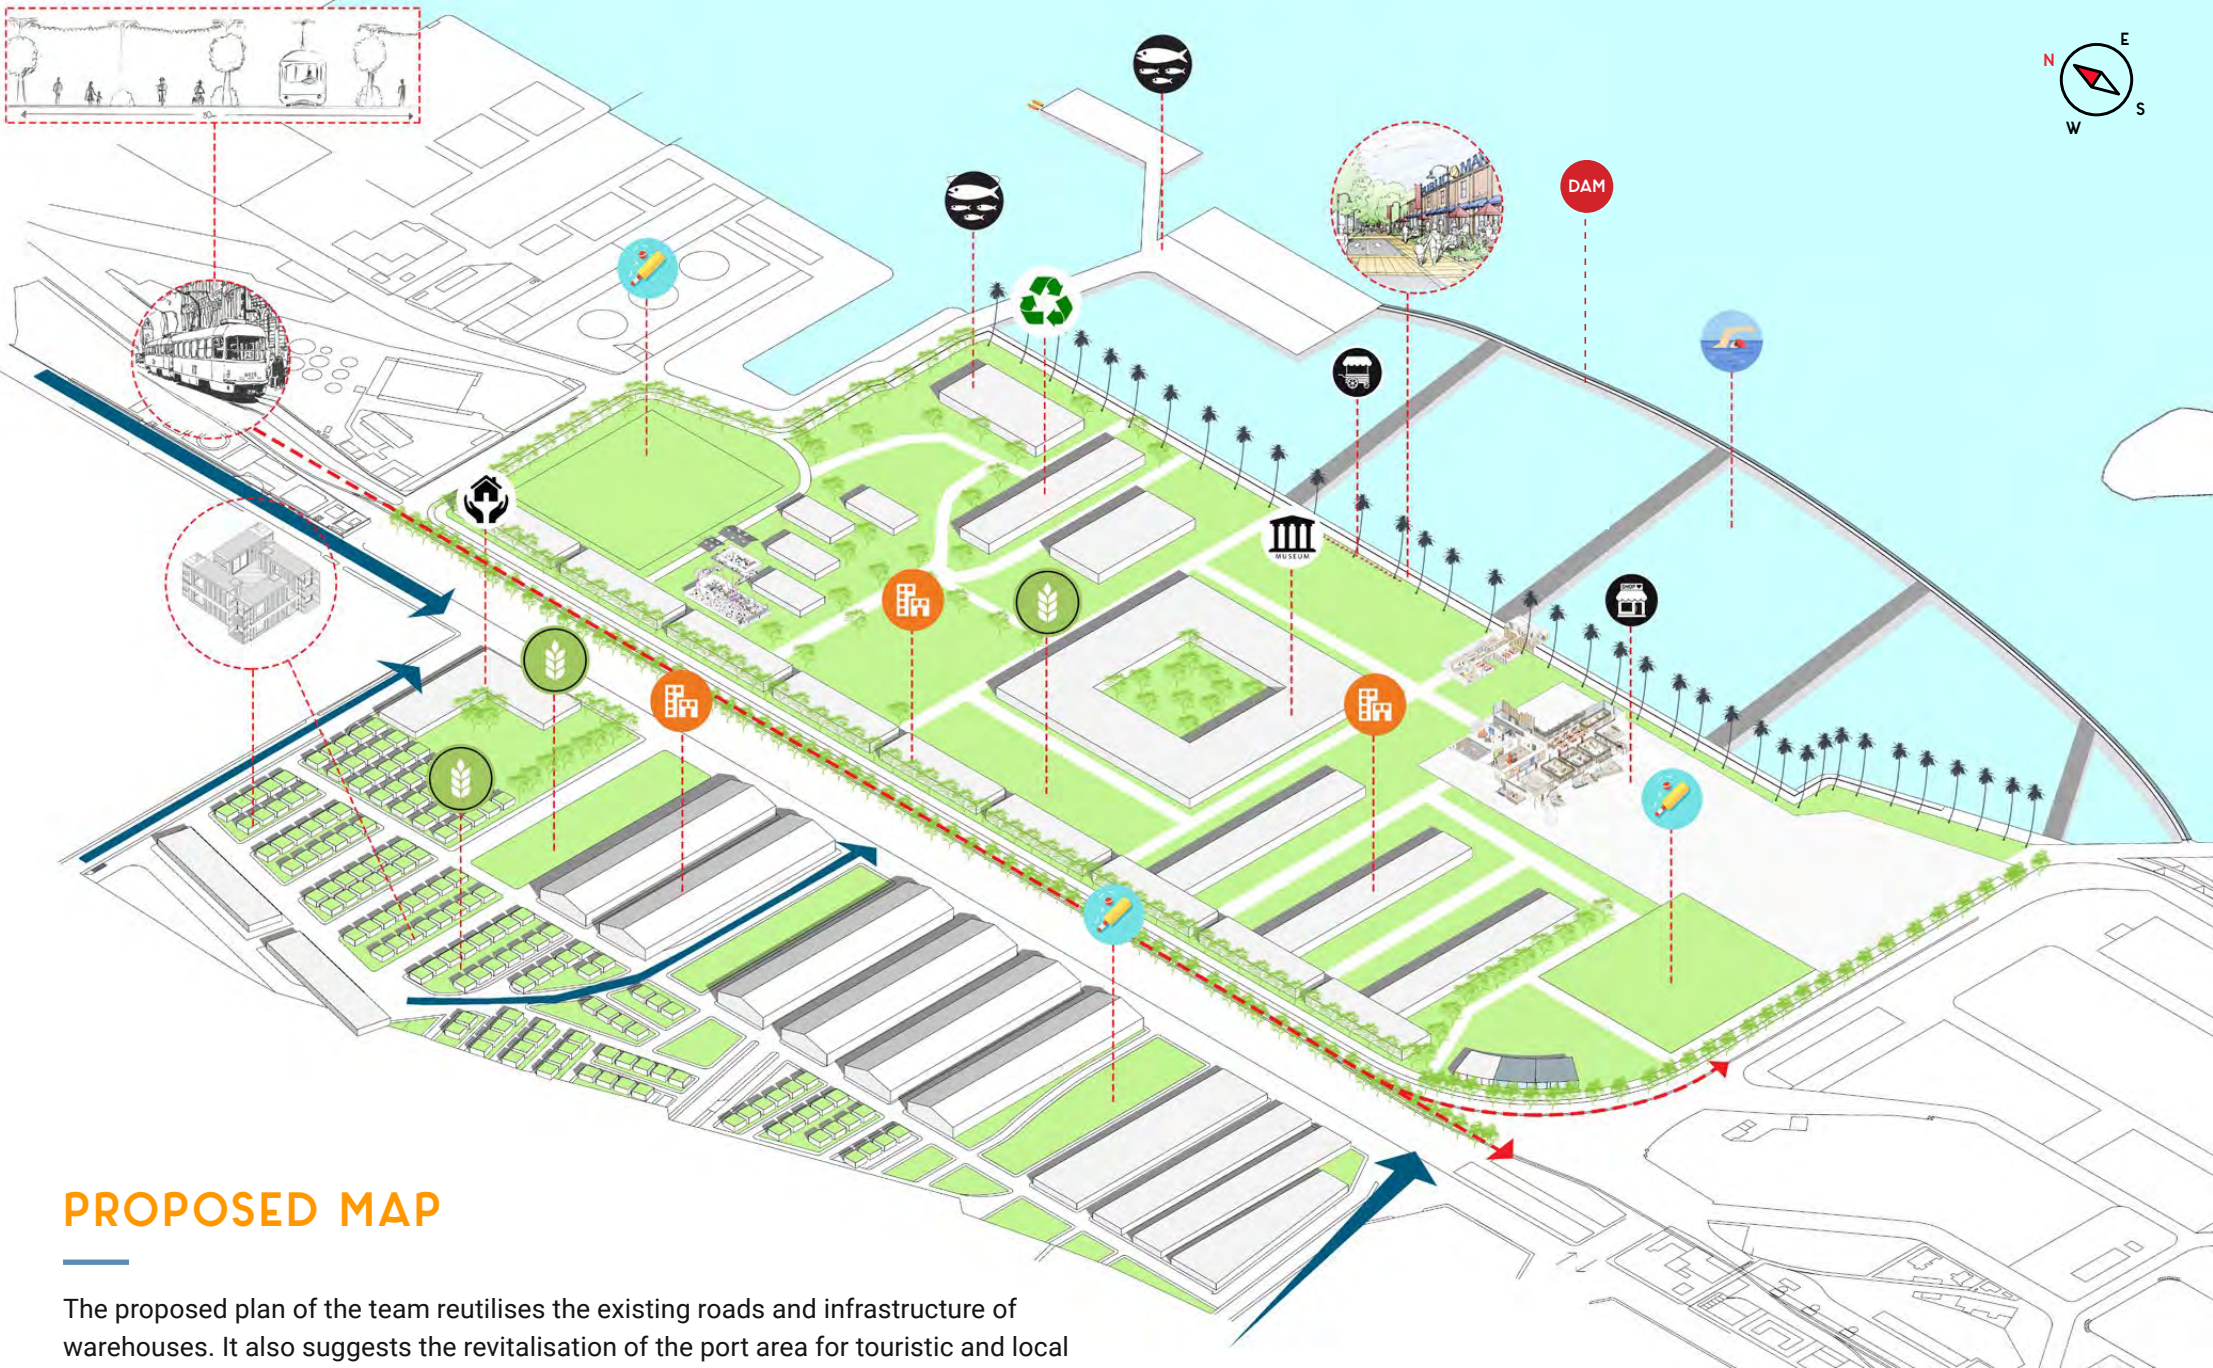 N
E
S
W
DAM
MUSEUM
SHOP
PROPOSED MAP
The proposed plan of the team reutilises the existing roads and infrastructure of
warehouses. It also suggests the revitalisation of the port area for touristic and local